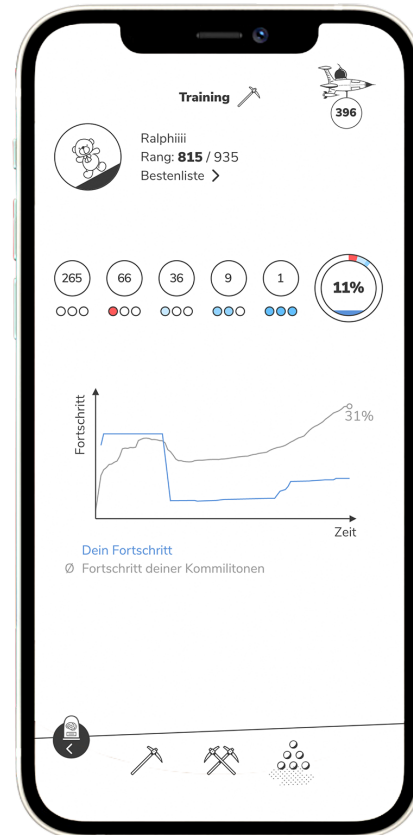 Training
396
Ralphiiii
Rang: 815 / 935
Bestenliste
265 66 36 9 1 11%
Fortschritt
31%
Zeit
Dein Fortschritt
Ø Fortschritt deiner Kommilitonen